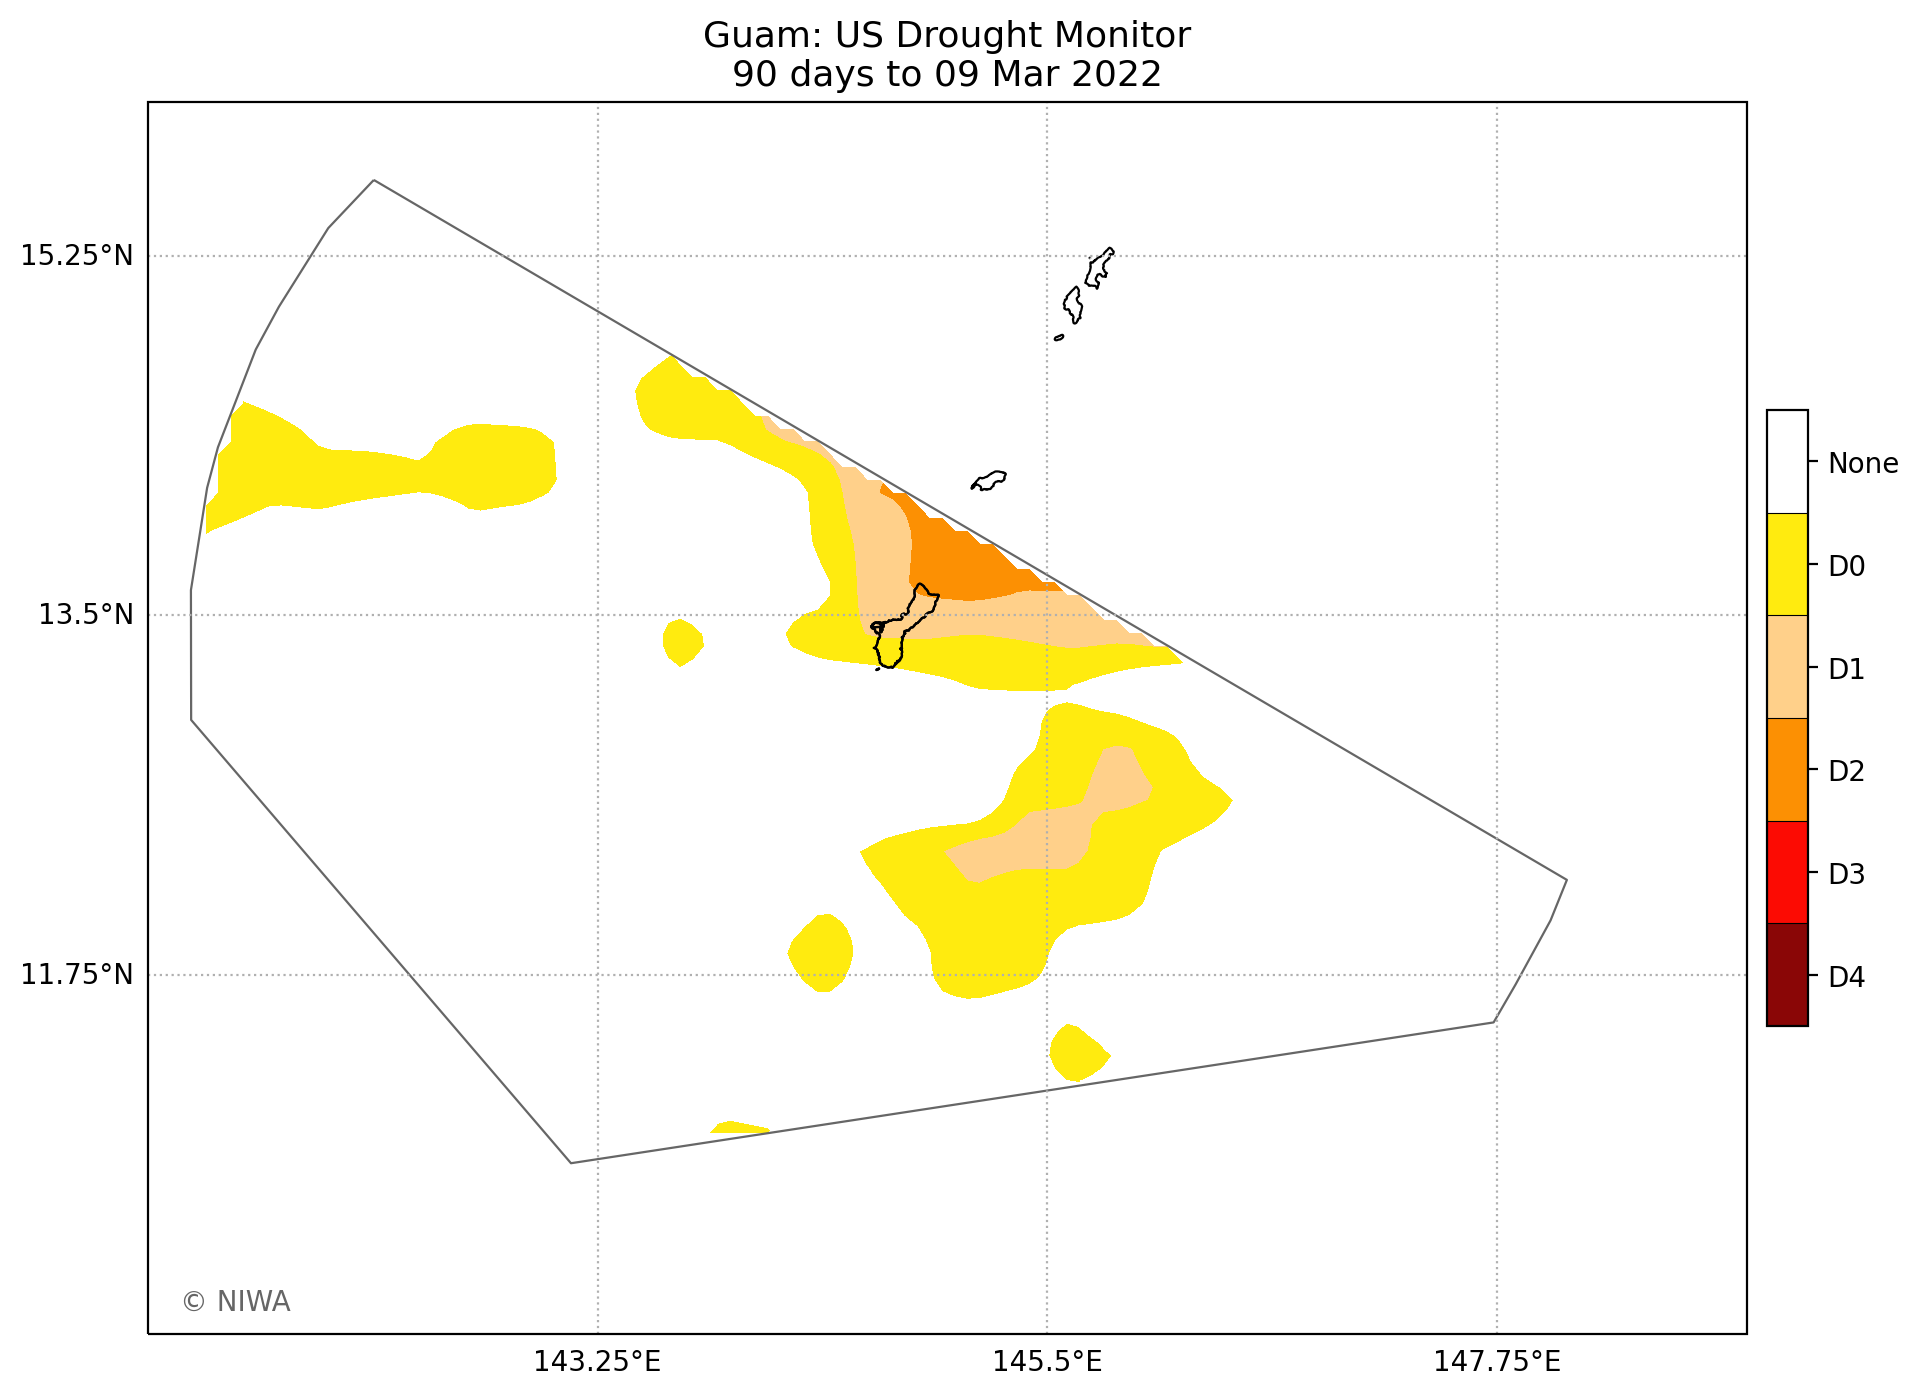 Guam: US Drought Monitor
90 days to 09 Mar 2022
15.25°N
13.5°N
11.75°N
143.25°E
145.5°E
147.75°E
None
D0
D1
D2
D3
D4
© NIWA